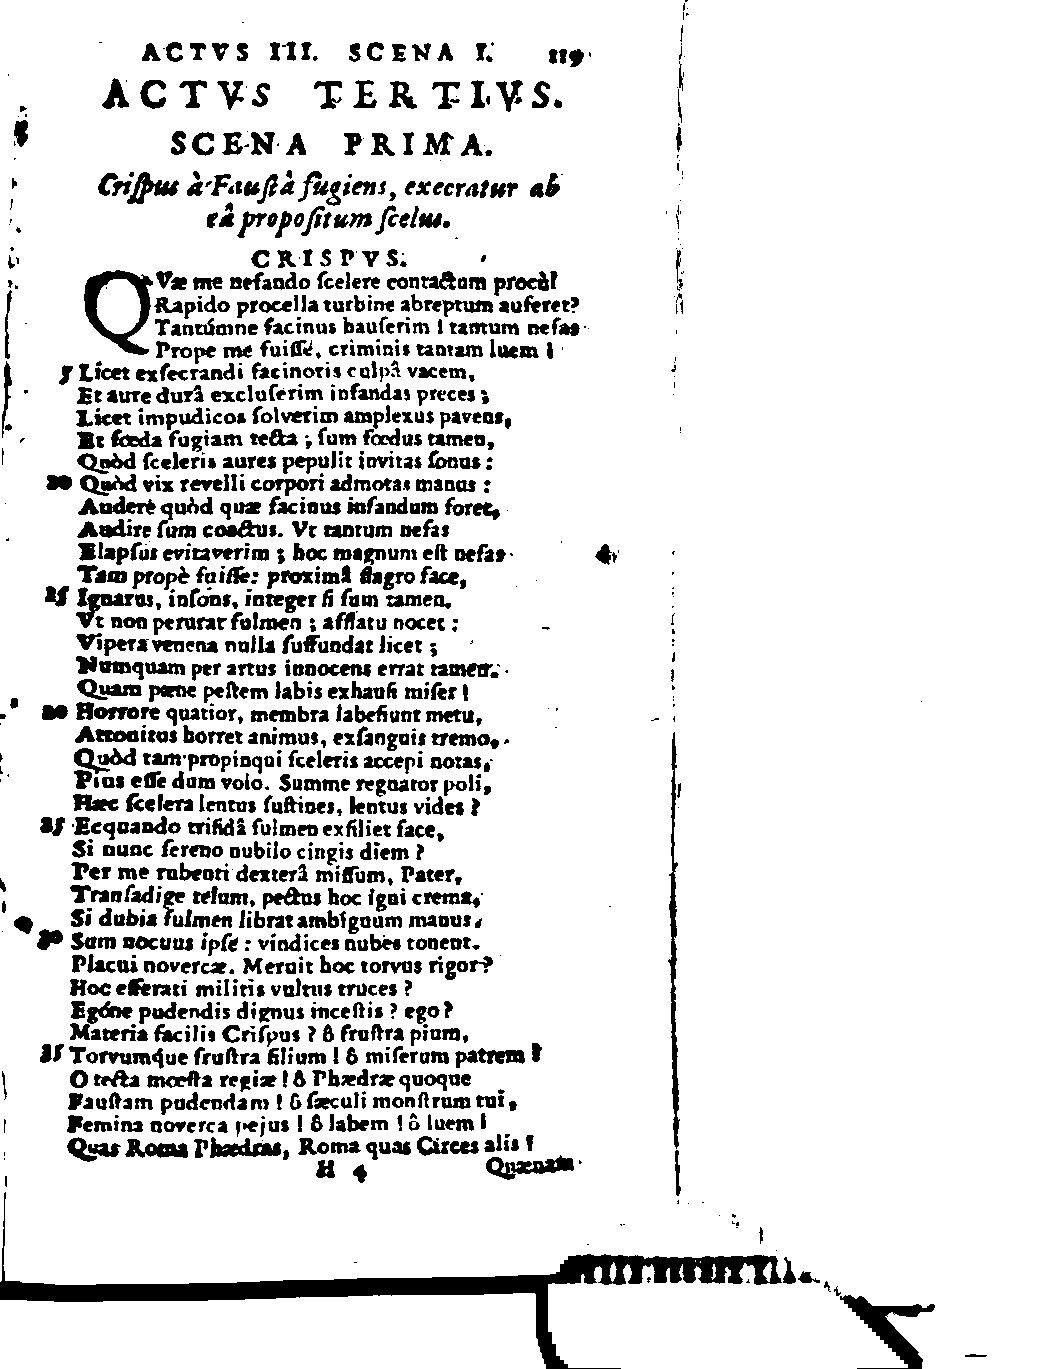 ACTVS III. SCENA I. 119
ACTVS TERTIVS.
SCENA PRIMA.
Criſpus à Fauſtâ fugiens, execratur ab
eâ propoſitum ſcelus.
CRISPVS.
QVæ me nefando ſcelere contactum procùl
Rapido procella turbine abreptum auferet?
Tantúmne facinus hauſerim ! tantum nefas
Prope me fuiſſe, criminis tantam luem !
5 Licet exſecrandi facinoris culpâ vacem,
Et aure durâ excluſerim infandas preces ;
Licet impudicos ſolverim amplexus pavens,
Et fœda fugiam tecta ; ſum fœdus tamen,
Quòd ſceleris aures pepulit invitas ſonus :
10 Quòd vix revelli corpori admotas manus :
Auderè quòd quæ facinus infandum foret,
Audire ſum coactus. Vt tantum nefas
Elapſus evitaverim ; hoc magnum eſt nefas
Tam propè fuiſſe: proximâ flagro face,
15 Ignarus, inſons, integer ſi ſum tamen.
Vt non perurat fulmen ; afflatu nocet :
Vipera venena nulla ſuffundat licet ;
Numquam per artus innocens errat tamen.
Quam pæne peſtem labis exhauſi miſer !
20 Horrore quatior, membra labefiunt metu,
Attonitus horret animus, exſanguis tremo,
Quòd tam propinqui ſceleris accepi notas,
Pius eſſe dum volo. Summe regnator poli,
Hæc ſcelera lentus ſuſtines, lentus vides ?
25 Ecquando trifidâ fulmen exſiliet face,
Si nunc ſereno nubilo cingis diem ?
Per me rubenti dexterâ miſſum, Pater,
Tranſadige telum, pectus hoc igni crema,
Si dubia fulmen librat ambiguum manus,
30 Sum nocuus ipſe : vindices nubes tonent.
Placui novercæ. Meruit hoc torvus rigor?
Hoc efferati militis vultus truces ?
Egóne pudendis dignus inceſtis ? ego?
Materia facilis Criſpus ? ô fruſtra pium,
35 Torvumque fruſtra filium ! ô miſerum patrem !
O tecta mœſta regiæ ! ô Phædræ quoque
Fauſtam pudendam ! ô ſæculi monſtrum tui,
Femina noverca pejus ! ô labem ! ô luem !
Quas Roma Phædras, Roma quas Circes alis !
H 4 Quænam